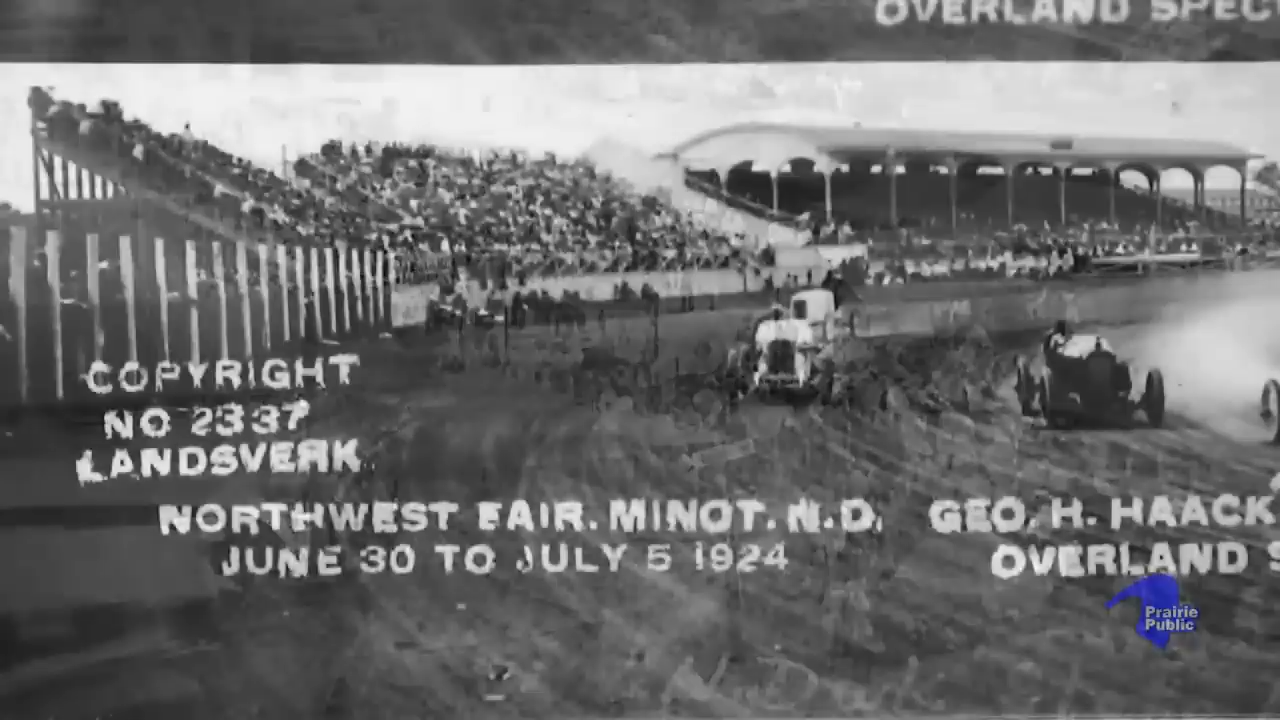 OVERLAND SPEC
COPYRIGHT
NO 2337
LANDSVERK
NORTHWEST FAIR. MINOT. N.D.
JUNE 30 TO JULY 5 1924
GEO. H. HAACK
OVERLAND S
Prairie
Public